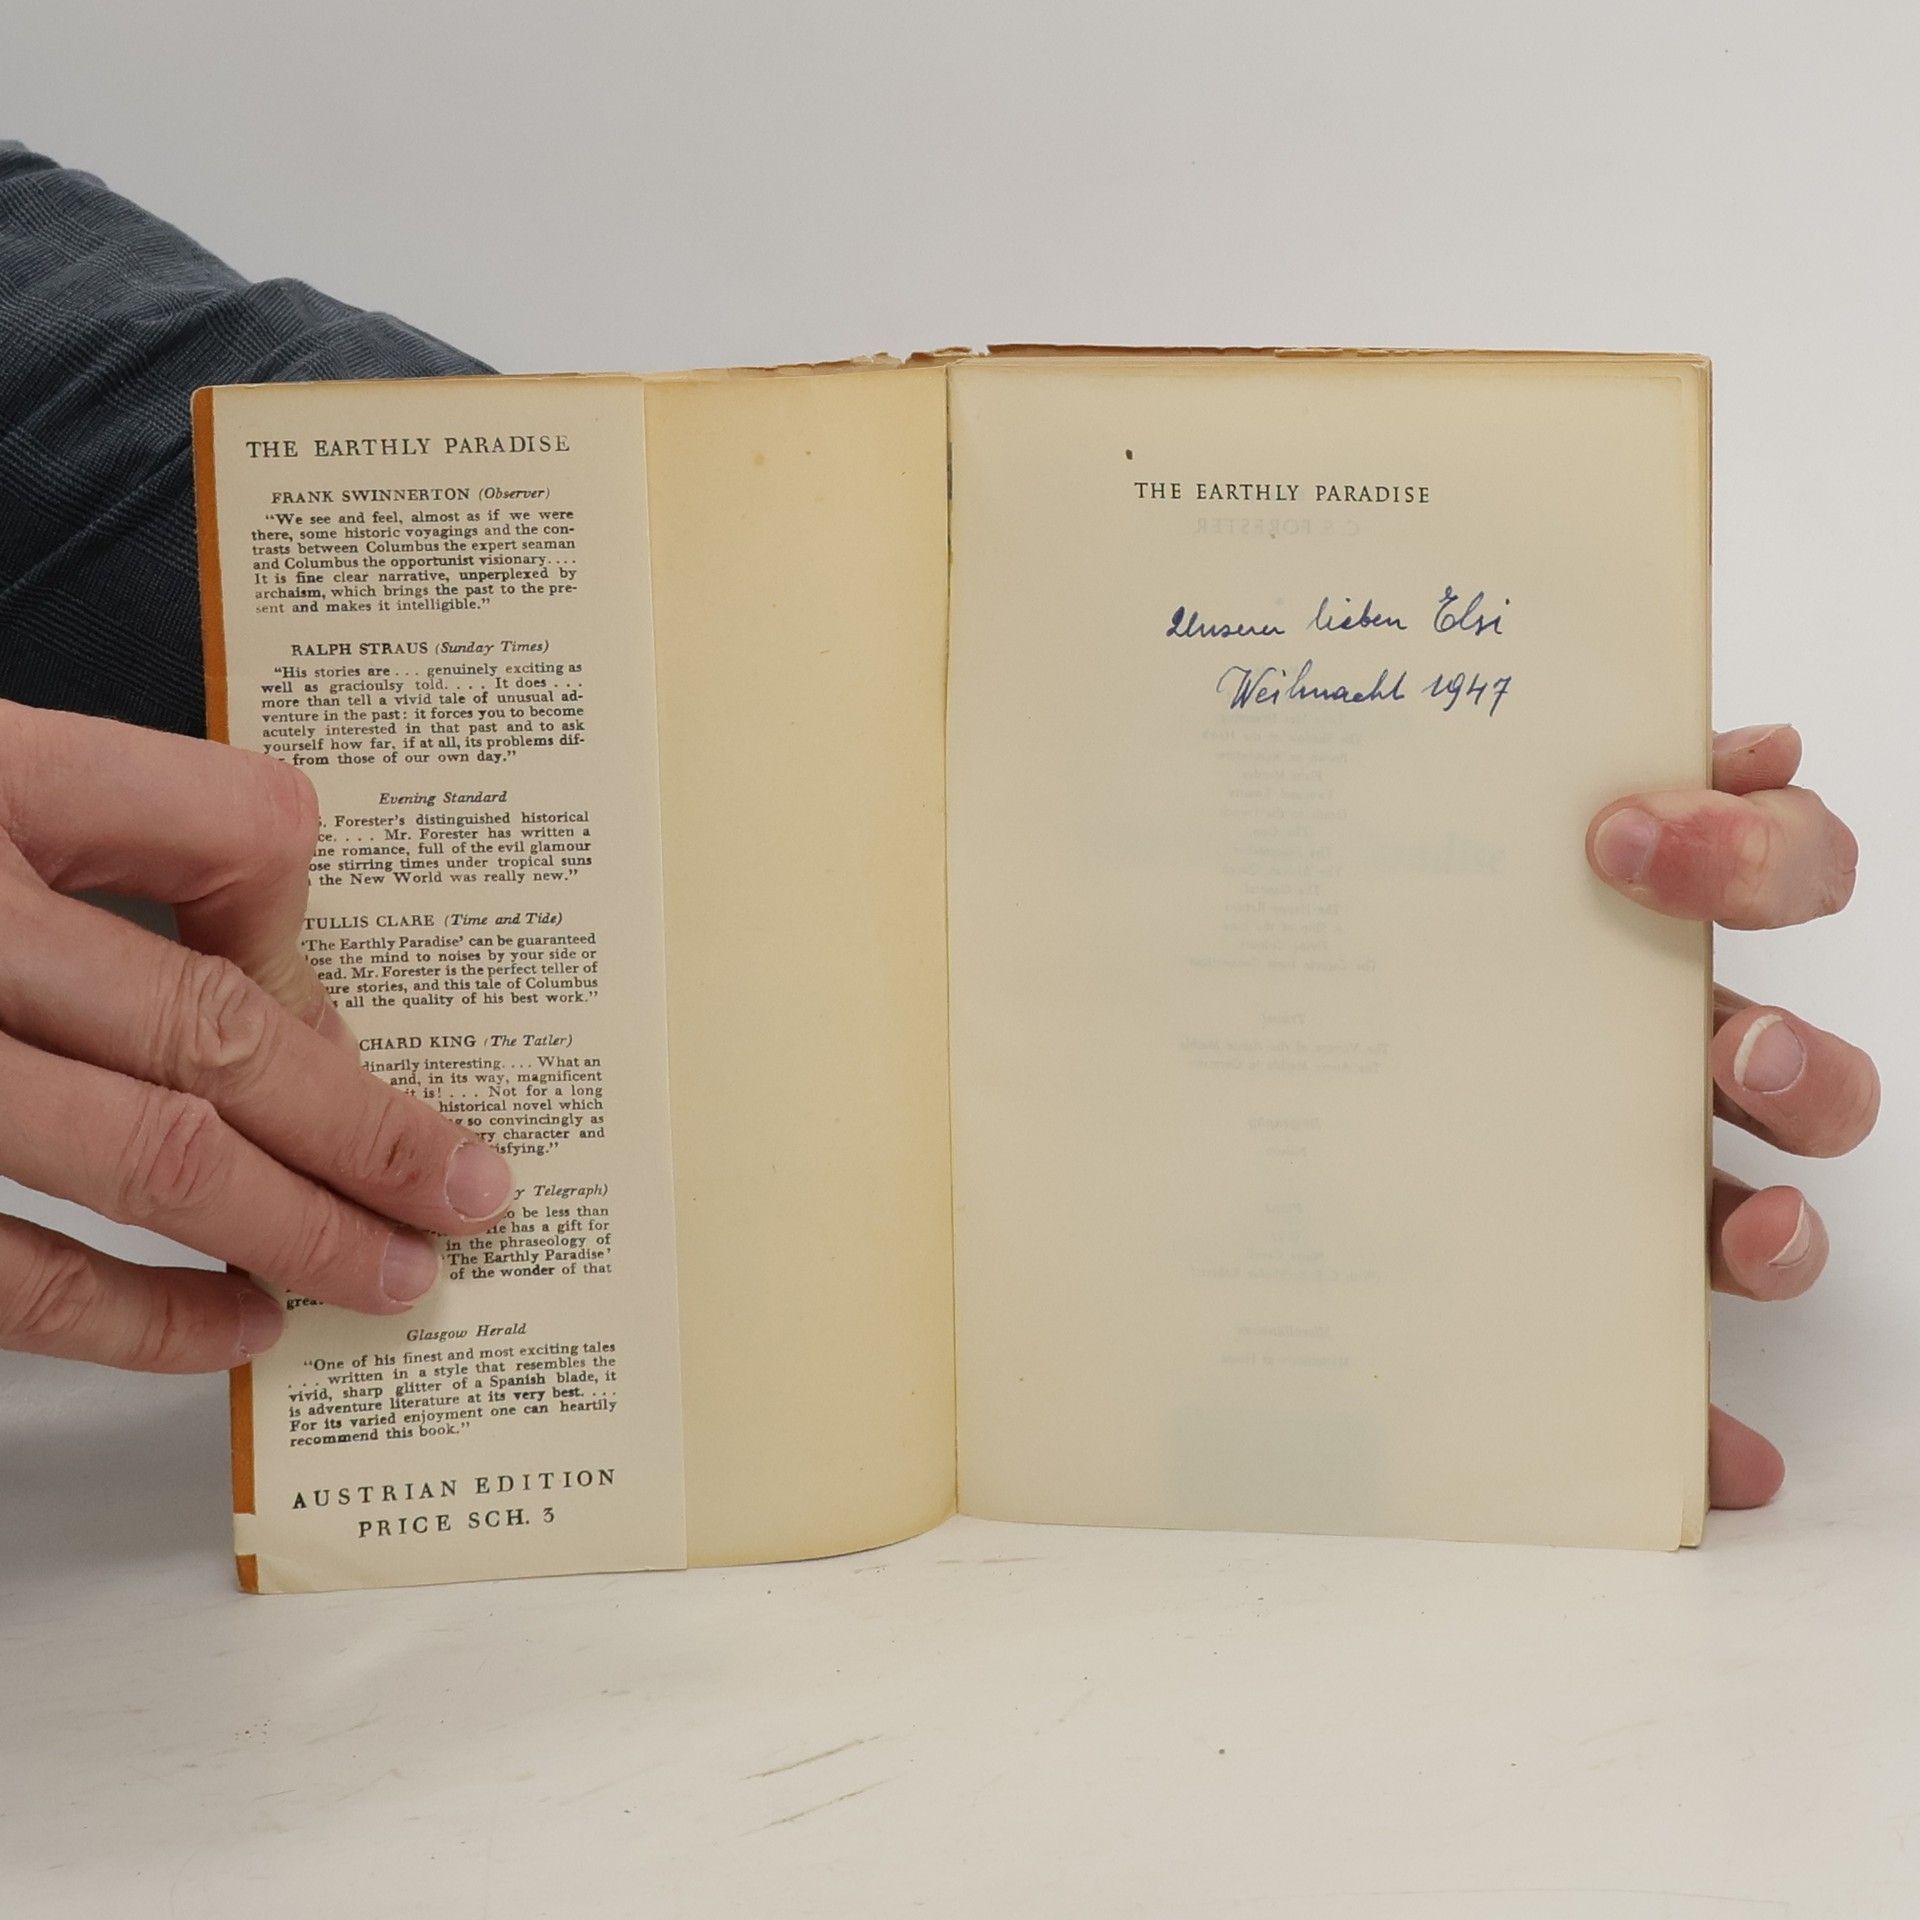 THE EARTHLY PARADISE
FRANK SWINNERTON (Observer)
"We see and feel, almost as if we were
there, some historic voyagings and the con-
trasts between Columbus the expert seaman
and Columbus the opportunist visionary....
It is fine clear narrative, unperplexed by
archaism, which brings the past to the pre-
sent and makes it intelligible."
RALPH STRAUS (Sunday Times)
"His stories are ... genuinely exciting as
well as gracioulsy told. ... It does ...
more than tell a vivid tale of unusual ad-
venture in the past: it forces you to become
acutely interested in that past and to ask
yourself how far, if at all, its problems dif-
from those of our own day."
Evening Standard
Forester's distinguished historical
.... Mr. Forester has written a
romance, full of the evil glamour
stirring times under tropical suns
the New World was really new."
TULLIS CLARE (Time and Tide)
'The Earthly Paradise' can be guaranteed
the mind to noises by your side or
Mr. Forester is the perfect teller of
stories, and this tale of Columbus
all the quality of his best work."
KING (The Tatler)
interesting.... What an
and, in its way, magnificent
it is! ... Not for a long
historical novel which
so convincingly as
character and
Telegraph)
to be less than
He has a gift for
in the phraseology of
'The Earthly Paradise'
of the wonder of that
Glasgow Herald
"One of his finest and most exciting tales
... written in a style that resembles the
vivid, sharp glitter of a Spanish blade, it
is adventure literature at its very best. ...
For its varied enjoyment one can heartily
recommend this book."
AUSTRIAN EDITION
PRICE SCH. 3
THE EARTHLY PARADISE
Unserer lieben Elsi
Weihnacht 1947